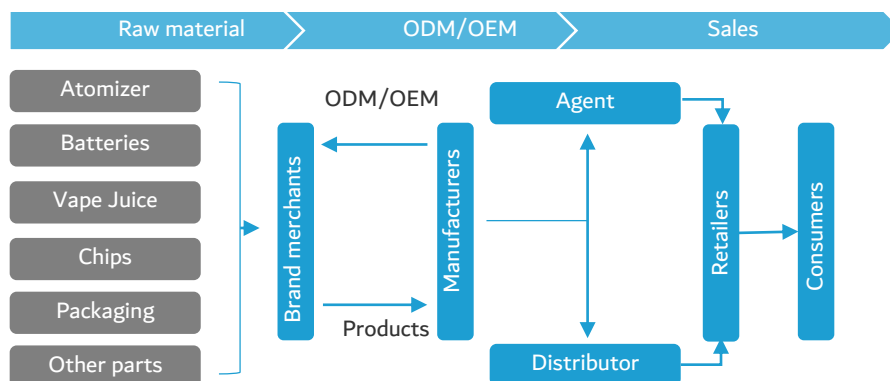 Raw material
ODM/OEM
Sales
Atomizer
Batteries
Vape Juice
Chips
Packaging
Other parts
Brand merchants
ODM/OEM
Products
Manufacturers
Agent
Distributor
Retailers
Consumers